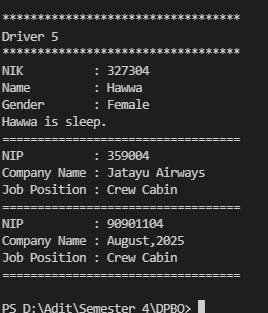 **********************************
Driver 5
**********************************
NIK          : 327304
Name         : Hawwa
Gender       : Female
Hawwa is sleep.
==================================
NIP          : 359004
Company Name : Jatayu Airways
Job Position : Crew Cabin
==================================
NIP          : 90901104
Company Name : August,2025
Job Position : Crew Cabin
==================================
PS D:\Adit\Semester 4\DPBO>